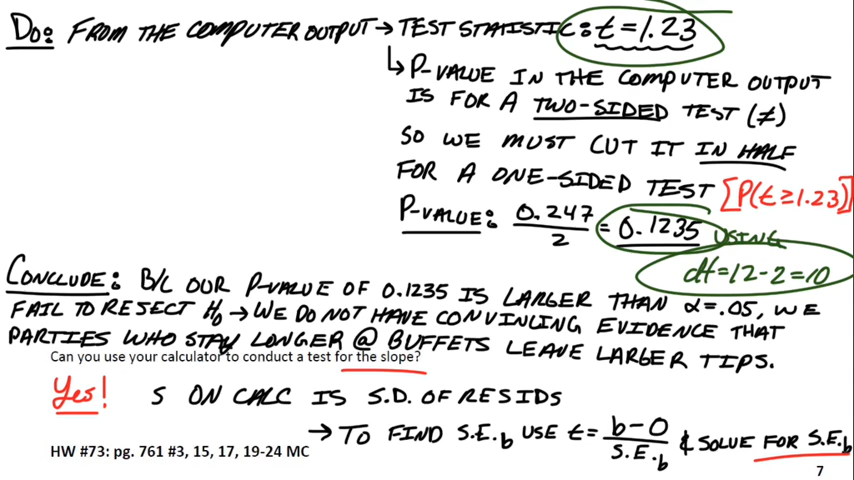 DO: FROM THE COMPUTER OUTPUT → TEST STATISTIC: t = 1.23
↳ P-VALUE IN THE COMPUTER OUTPUT
IS FOR A TWO-SIDED TEST (≠)
SO WE MUST CUT IT IN HALF
FOR A ONE-SIDED TEST [P(t ≥ 1.23)]
P-VALUE: 0.247/2 = 0.1235 USING
df = 12 - 2 = 10
CONCLUDE: B/C OUR P-VALUE OF 0.1235 IS LARGER THAN α = .05, WE
FAIL TO RESECT H₀ → WE DO NOT HAVE CONVINCING EVIDENCE THAT
PARTIES WHO STAY LONGER @ BUFFETS LEAVE LARGER TIPS.
Can you use your calculator to conduct a test for the slope?
Yes! S ON CALC IS S.D. OF RESIDS
→ TO FIND S.E.b USE t = b - 0 / S.E.b & SOLVE FOR S.E.b
HW #73: pg. 761 #3, 15, 17, 19-24 MC
7